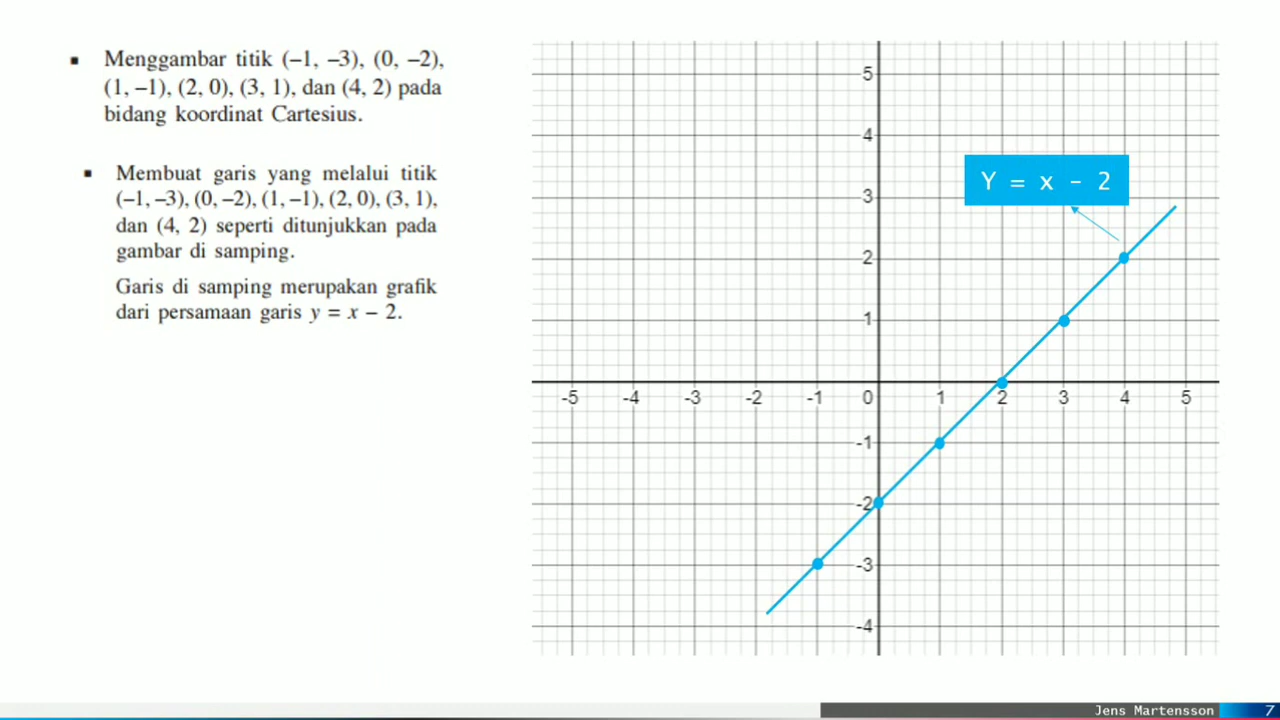 ▪ Menggambar titik (–1, –3), (0, –2),
(1, –1), (2, 0), (3, 1), dan (4, 2) pada
bidang koordinat Cartesius.
▪ Membuat garis yang melalui titik
(–1, –3), (0, –2), (1, –1), (2, 0), (3, 1),
dan (4, 2) seperti ditunjukkan pada
gambar di samping.
Garis di samping merupakan grafik
dari persamaan garis y = x – 2.
5
4
3
2
1
-1
-2
-3
-4
-5 -4 -3 -2 -1 0 1 2 3 4 5
Y = x - 2
Jens Martensson 7